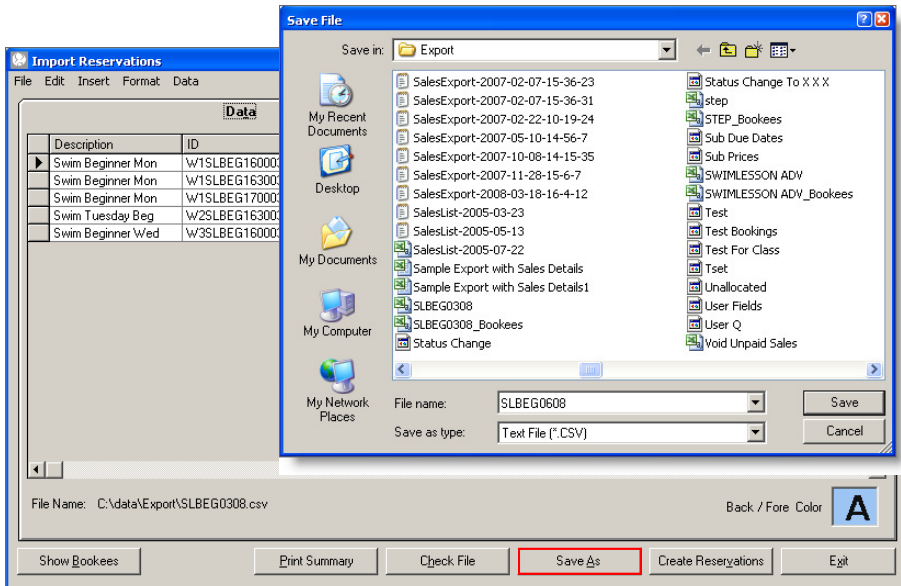 Save File
Save in: Export
My Recent Documents
Desktop
My Documents
My Computer
My Network Places
SalesExport-2007-02-07-15-36-23
SalesExport-2007-02-07-15-36-31
SalesExport-2007-02-22-10-19-24
SalesExport-2007-05-10-14-56-7
SalesExport-2007-10-08-14-15-35
SalesExport-2007-11-28-15-6-7
SalesExport-2008-03-18-16-4-12
SalesList-2005-03-23
SalesList-2005-05-13
SalesList-2005-07-22
Sample Export with Sales Details
Sample Export with Sales Details1
SLBEG0308
SLBEG0308_Bookees
Status Change
Status Change To X X X
step
STEP_Bookees
Sub Due Dates
Sub Prices
SWIMLESSON ADV
SWIMLESSON ADV_Bookees
Test
Test Bookings
Test For Class
Tset
Unallocated
User Fields
User Q
Void Unpaid Sales
File name: SLBEG0608 Save
Save as type: Text File (*.CSV) Cancel
Import Reservations
File Edit Insert Format Data
Data
Description ID
Swim Beginner Mon W1SLBEG16000
Swim Beginner Mon W1SLBEG16300
Swim Beginner Mon W1SLBEG17000
Swim Tuesday Beg W2SLBEG16300
Swim Beginner Wed W3SLBEG16000
File Name: C:\data\Export\SLBEG0308.csv Back / Fore Color A
Show Bookees Print Summary Check File Save As Create Reservations Exit